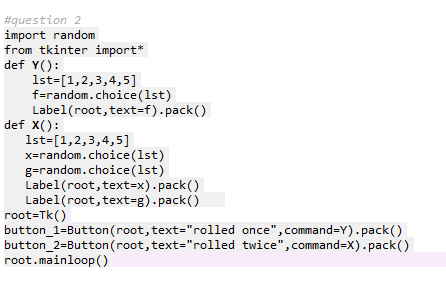 #question 2
import random
from tkinter import*
def Y():
    lst=[1,2,3,4,5]
    f=random.choice(lst)
    Label(root,text=f).pack()
def X():
   lst=[1,2,3,4,5]
   x=random.choice(lst)
   g=random.choice(lst)
   Label(root,text=x).pack()
   Label(root,text=g).pack()
root=Tk()
button_1=Button(root,text="rolled once",command=Y).pack()
button_2=Button(root,text="rolled twice",command=X).pack()
root.mainloop()